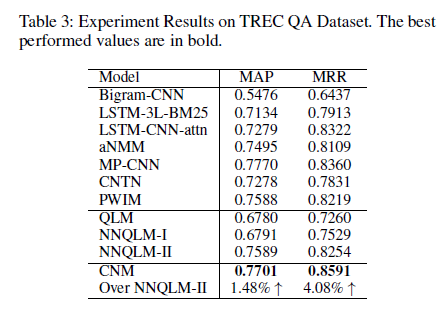 Table 3: Experiment Results on TREC QA Dataset. The best
performed values are in bold.
Model MAP MRR
Bigram-CNN 0.5476 0.6437
LSTM-3L-BM25 0.7134 0.7913
LSTM-CNN-attn 0.7279 0.8322
aNMM 0.7495 0.8109
MP-CNN 0.7770 0.8360
CNTN 0.7278 0.7831
PWIM 0.7588 0.8219
QLM 0.6780 0.7260
NNQLM-I 0.6791 0.7529
NNQLM-II 0.7589 0.8254
CNM 0.7701 0.8591
Over NNQLM-II 1.48% ↑ 4.08% ↑